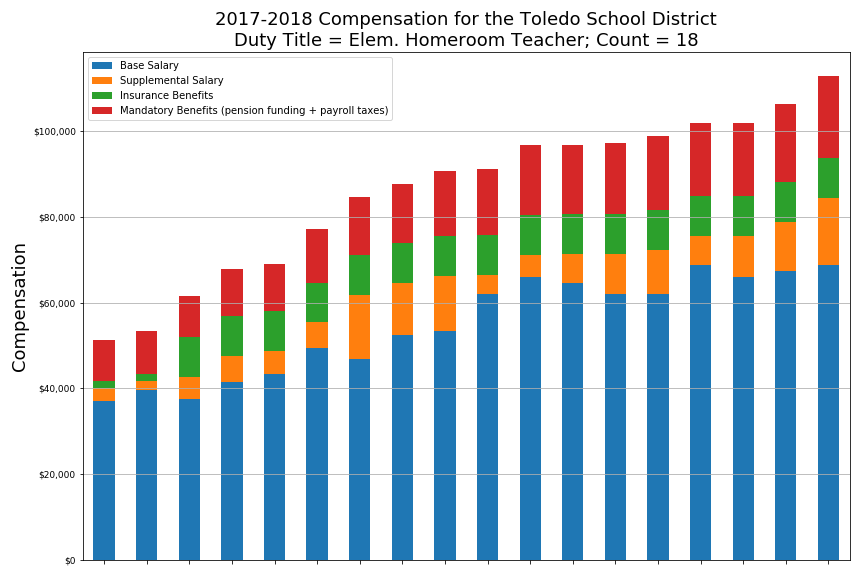 2017-2018 Compensation for the Toledo School District
Duty Title = Elem. Homeroom Teacher; Count = 18
Base Salary
Supplemental Salary
Insurance Benefits
Mandatory Benefits (pension funding + payroll taxes)
Compensation
$100,000
$80,000
$60,000
$40,000
$20,000
$0